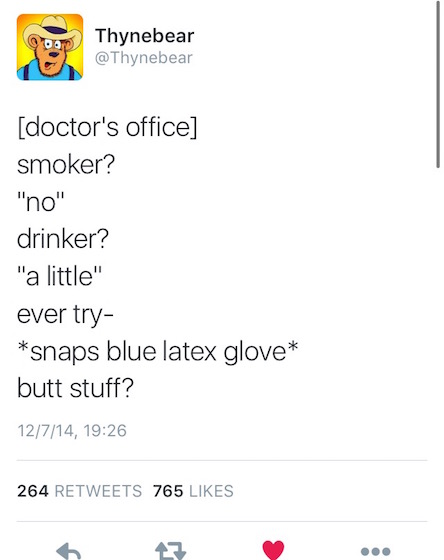 Thynebear
@Thynebear
[doctor's office]
smoker?
"no"
drinker?
"a little"
ever try-
*snaps blue latex glove*
butt stuff?
12/7/14, 19:26
264 RETWEETS 765 LIKES